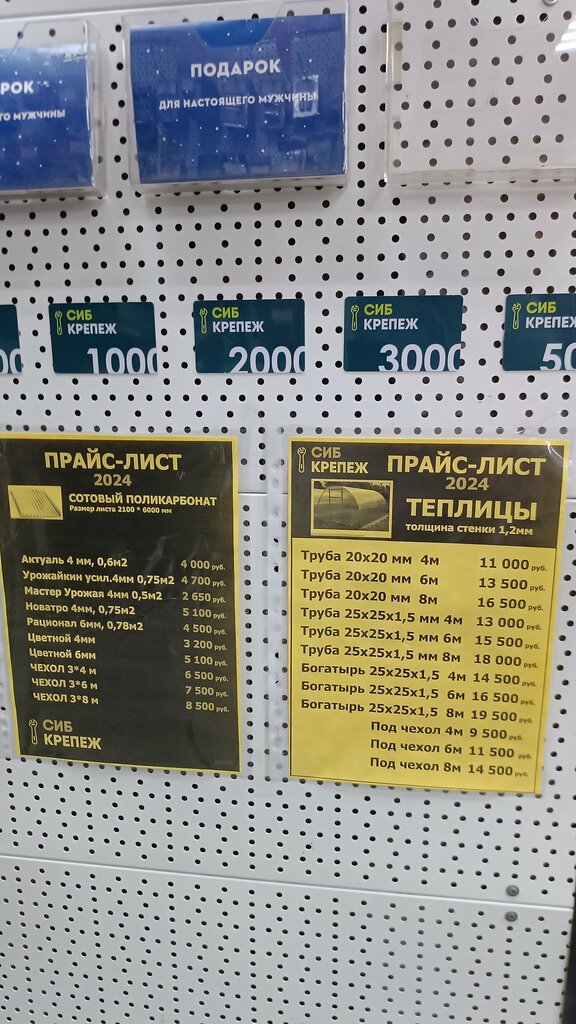 РОК
ГО МУЖЧИНЫ
ПОДАРОК
ДЛЯ НАСТОЯЩЕГО МУЖЧИНЫ
СИБ
КРЕПЕЖ
1000
СИБ
КРЕПЕЖ
2000
СИБ
КРЕПЕЖ
3000
СИБ
КРЕПЕЖ
50
ПРАЙС-ЛИСТ
2024
СОТОВЫЙ ПОЛИКАРБОНАТ
Размер листа 2100 * 6000 мм
Актуаль 4 мм, 0,6м2 4 000 руб.
Урожайкин усил.4мм 0,75м2 4 700 руб.
Мастер Урожая 4мм 0,5м2 2 650 руб.
Новатро 4мм, 0,75м2 5 100 руб.
Рационал 6мм, 0,78м2 4 500 руб.
Цветной 4мм 3 200 руб.
Цветной 6мм 5 100 руб.
ЧЕХОЛ 3*4 м 6 500 руб.
ЧЕХОЛ 3*6 м 7 500 руб.
ЧЕХОЛ 3*8 м 8 500 руб.
СИБ
КРЕПЕЖ
СИБ
КРЕПЕЖ
ПРАЙС-ЛИСТ
2024
ТЕПЛИЦЫ
толщина стенки 1,2мм
Труба 20х20 мм 4м 11 000 руб.
Труба 20х20 мм 6м 13 500 руб.
Труба 20х20 мм 8м 16 500 руб.
Труба 25х25х1,5 мм 4м 13 000 руб.
Труба 25х25х1,5 мм 6м 15 500 руб.
Труба 25х25х1,5 мм 8м 18 000 руб.
Богатырь 25х25х1,5 4м 14 500 руб.
Богатырь 25х25х1,5 6м 16 500 руб.
Богатырь 25х25х1,5 8м 19 500 руб.
Под чехол 4м 9 500 руб.
Под чехол 6м 11 500 руб.
Под чехол 8м 14 500 руб.